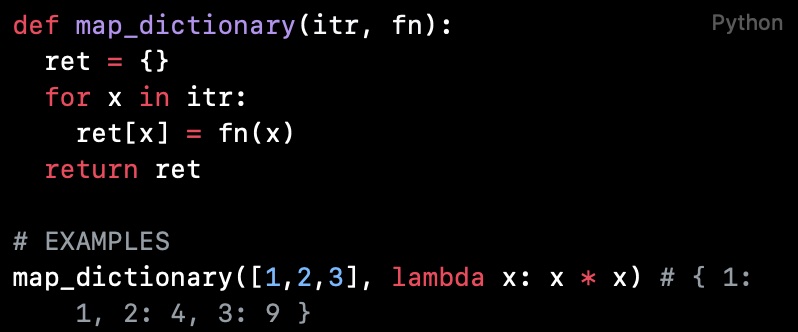 Python
def map_dictionary(itr, fn):
  ret = {}
  for x in itr:
    ret[x] = fn(x)
  return ret

# EXAMPLES
map_dictionary([1,2,3], lambda x: x * x) # { 1:
    1, 2: 4, 3: 9 }